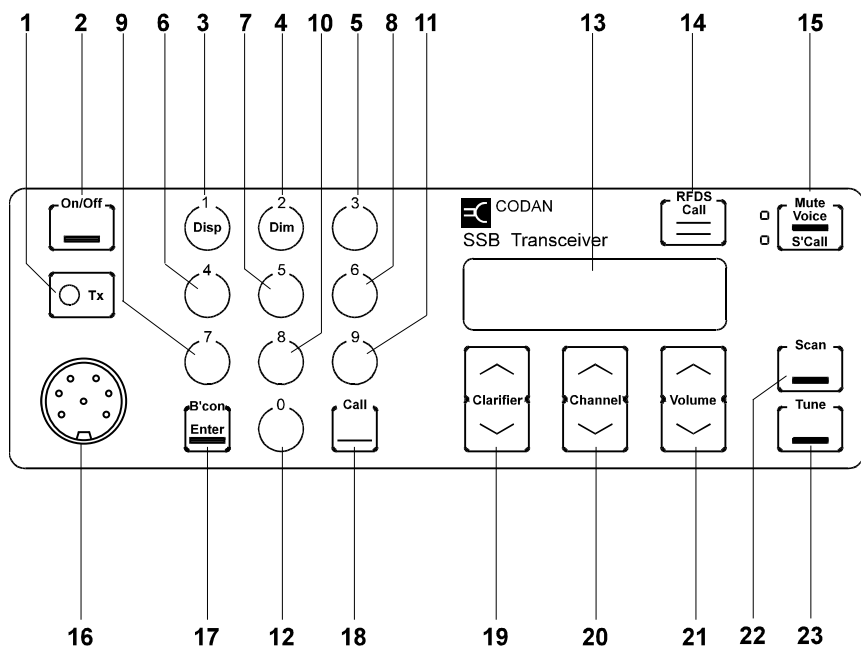 1 2 9 6 3 7 4 10 5 8 11 13 14 15
On/Off
1
Disp
2
Dim
3
CODAN
SSB Transceiver
RFDS
Call
Mute
Voice
S'Call
Tx
4
5
6
7
8
9
Scan
B'con
Enter
0
Call
Clarifier
Channel
Volume
Tune
16 17 12 18 19 20 21 22 23